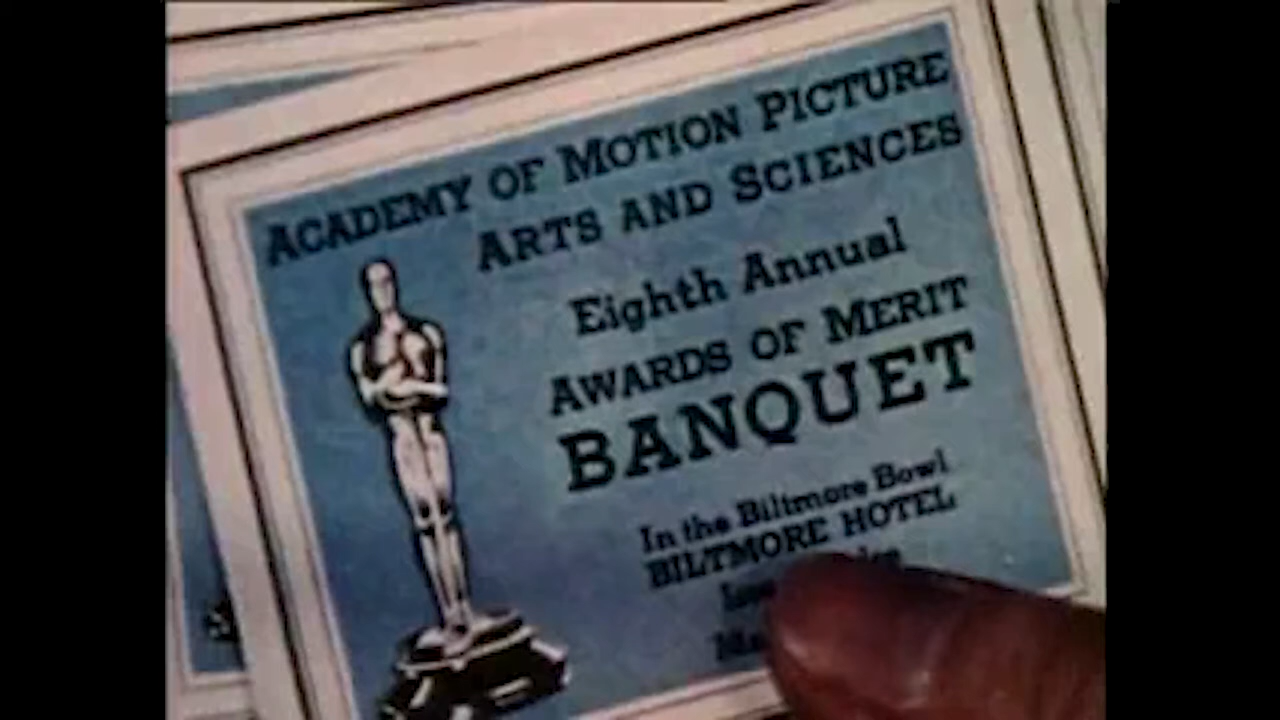 ACADEMY OF MOTION PICTURE
ARTS AND SCIENCES
Eighth Annual
AWARDS OF MERIT
BANQUET
In the Biltmore Bowl
BILTMORE HOTEL